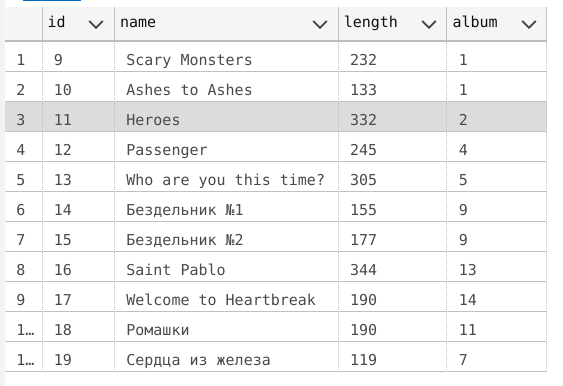 id name length album
1 9 Scary Monsters 232 1
2 10 Ashes to Ashes 133 1
3 11 Heroes 332 2
4 12 Passenger 245 4
5 13 Who are you this time? 305 5
6 14 Бездельник №1 155 9
7 15 Бездельник №2 177 9
8 16 Saint Pablo 344 13
9 17 Welcome to Heartbreak 190 14
1… 18 Ромашки 190 11
1… 19 Сердца из железа 119 7